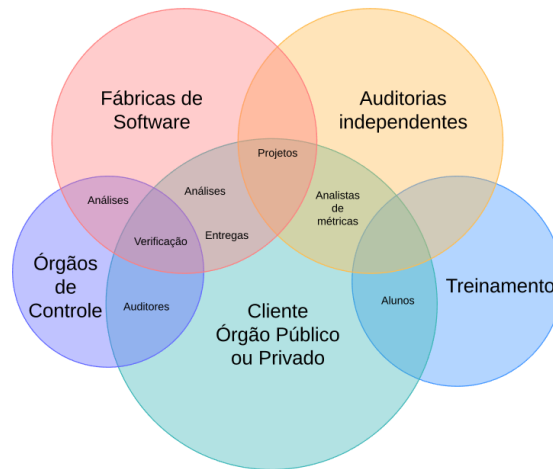 Fábricas de
Software
Auditorias
independentes
Projetos
Análises
Análises
Analistas
de
métricas
Entregas
Verificação
Órgãos
de
Controle
Auditores
Cliente
Órgão Público
ou Privado
Alunos
Treinamento